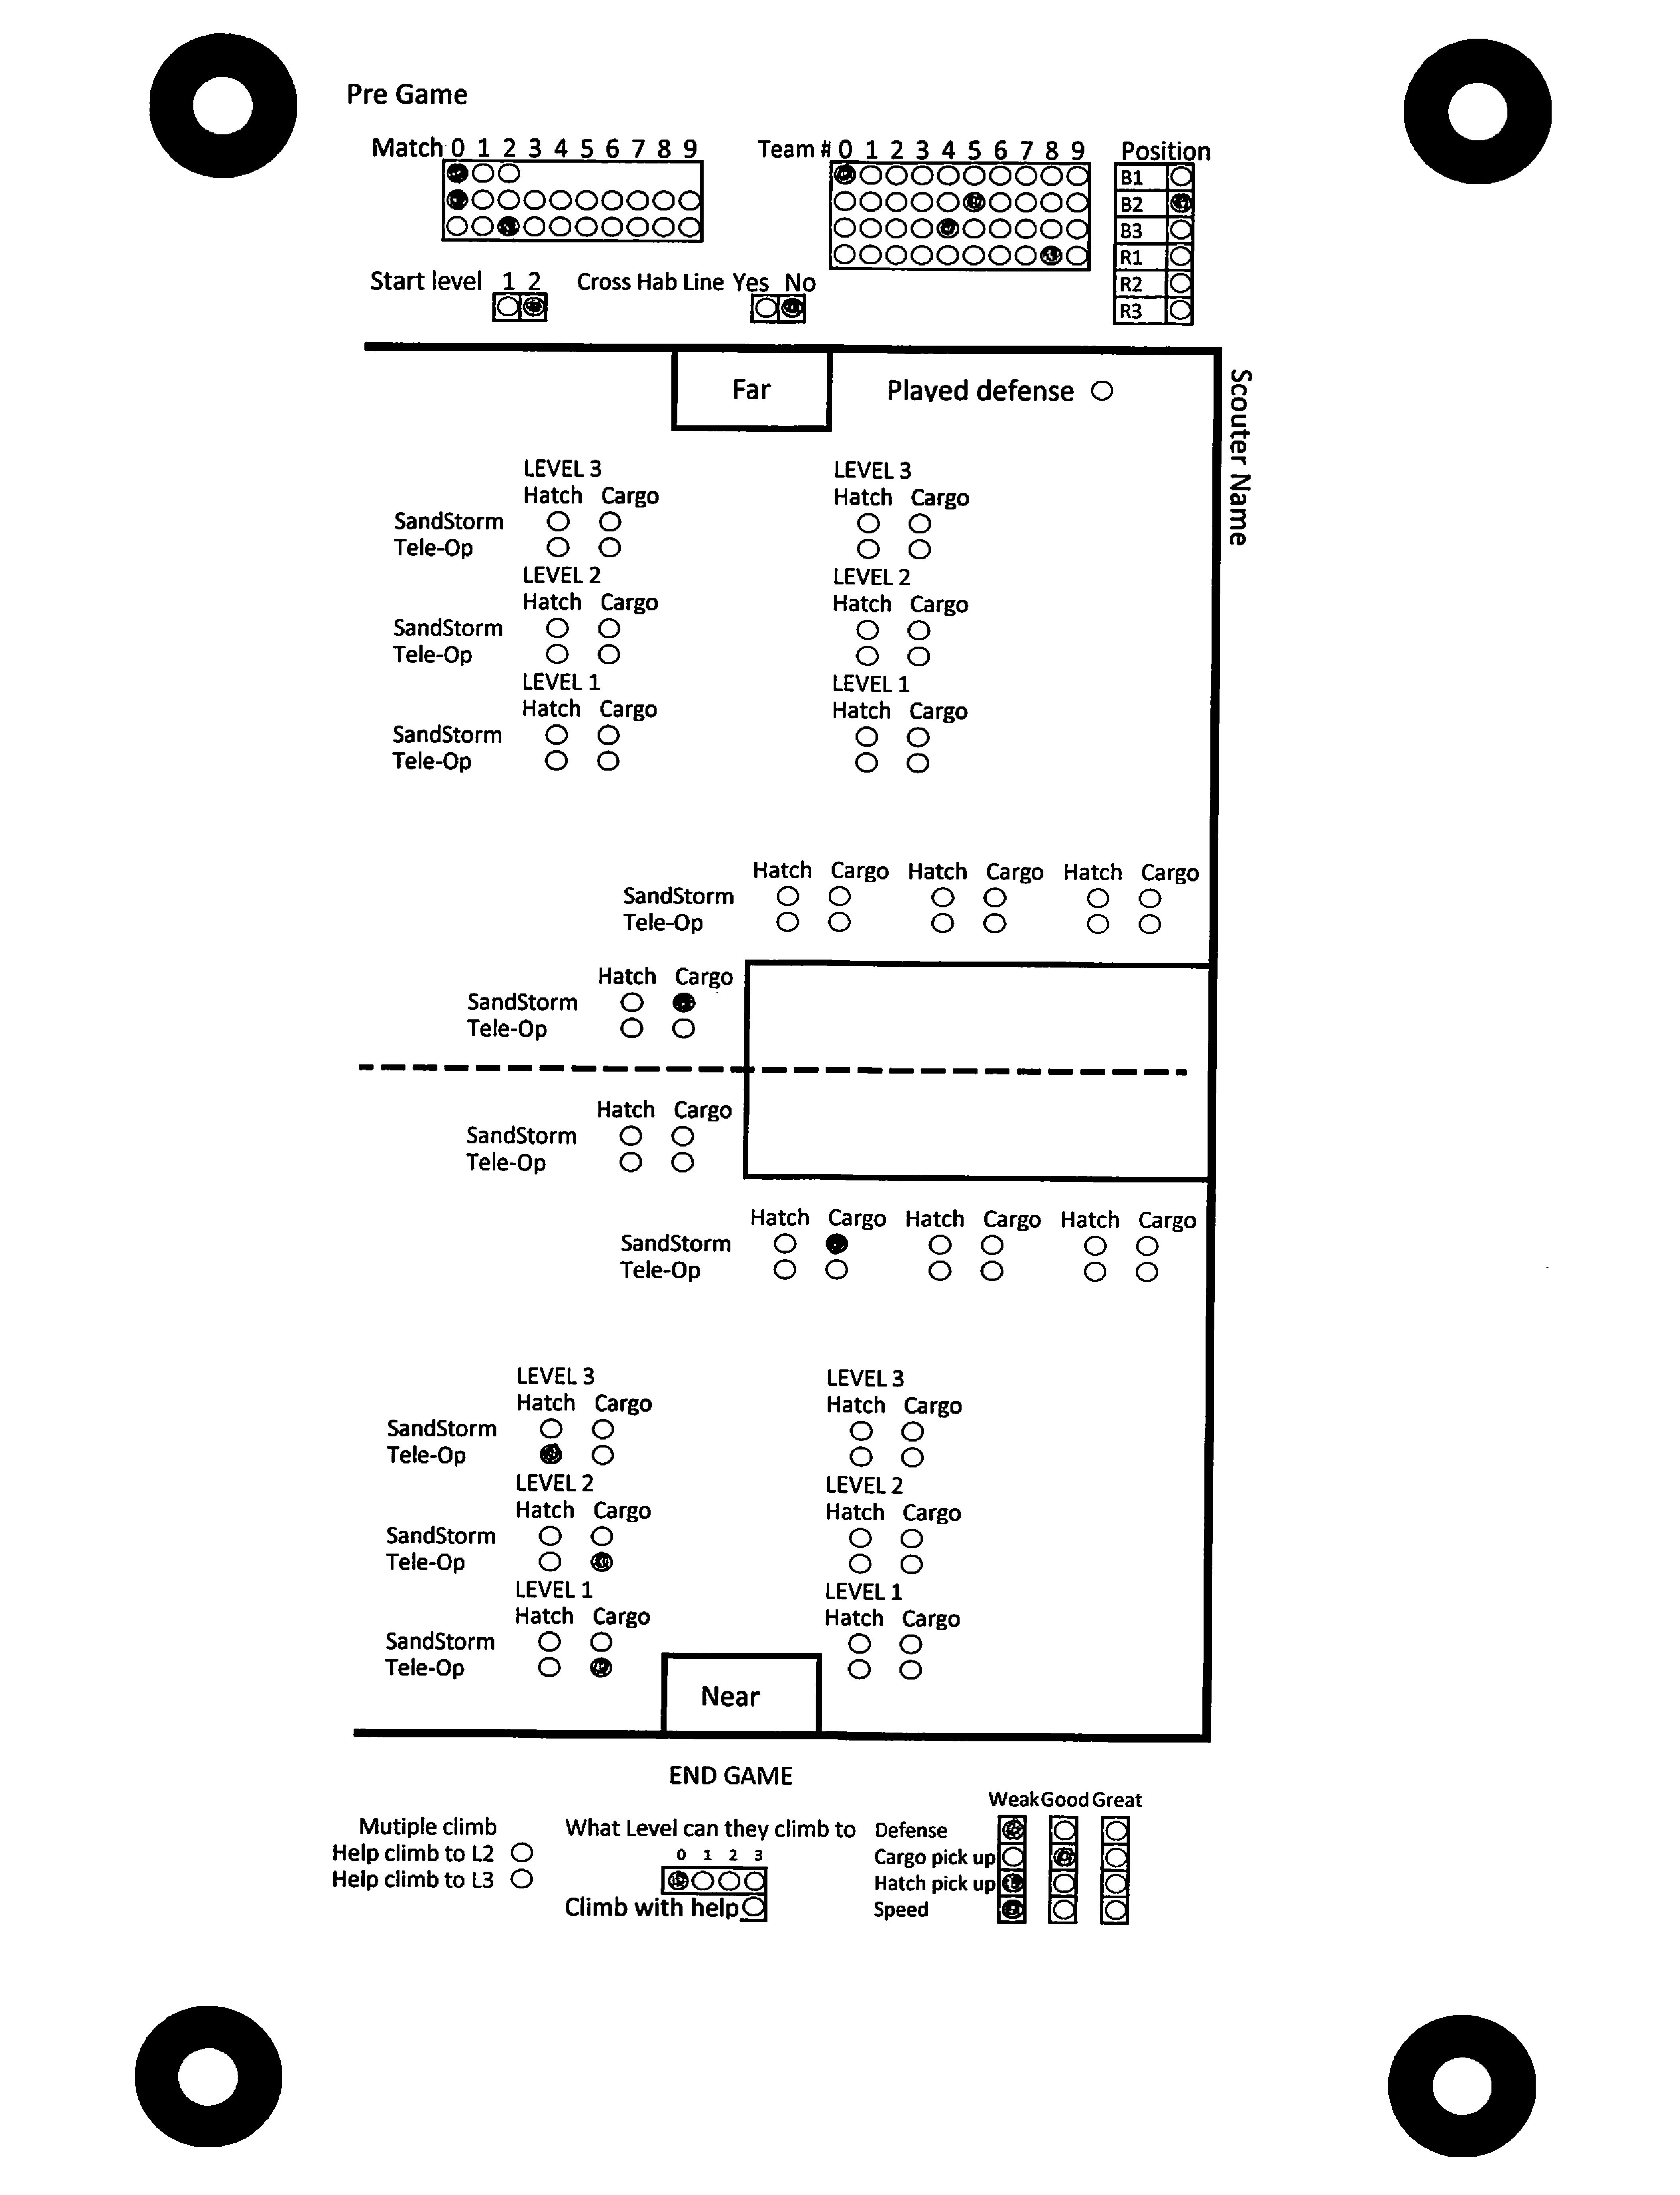 Pre Game
Match 0 1 2 3 4 5 6 7 8 9
Team # 0 1 2 3 4 5 6 7 8 9
Position
B1
B2
B3
R1
R2
R3
Start level 1 2
Cross Hab Line Yes No
Far
Played defense
Scouter Name
LEVEL 3 LEVEL 3
Hatch Cargo Hatch Cargo
SandStorm
Tele-Op
LEVEL 2 LEVEL 2
Hatch Cargo Hatch Cargo
SandStorm
Tele-Op
LEVEL 1 LEVEL 1
Hatch Cargo Hatch Cargo
SandStorm
Tele-Op
Hatch Cargo Hatch Cargo Hatch Cargo
SandStorm
Tele-Op
Hatch Cargo
SandStorm
Tele-Op
Hatch Cargo
SandStorm
Tele-Op
Hatch Cargo Hatch Cargo Hatch Cargo
SandStorm
Tele-Op
LEVEL 3 LEVEL 3
Hatch Cargo Hatch Cargo
SandStorm
Tele-Op
LEVEL 2 LEVEL 2
Hatch Cargo Hatch Cargo
SandStorm
Tele-Op
LEVEL 1 LEVEL 1
Hatch Cargo Hatch Cargo
SandStorm
Tele-Op
Near
END GAME
Mutiple climb
Help climb to L2
Help climb to L3
What Level can they climb to
0 1 2 3
Climb with help
Weak Good Great
Defense
Cargo pick up
Hatch pick up
Speed